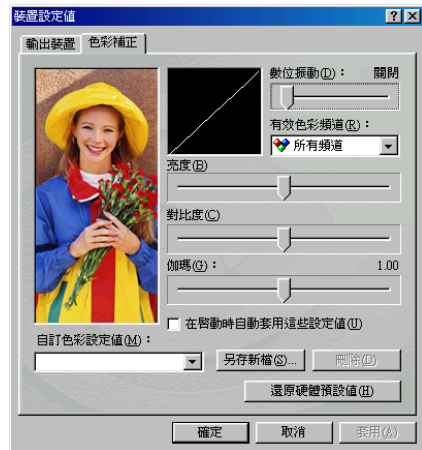 裝置設定值
輸出裝置 色彩補正
數位振動(D)： 關閉
有效色彩頻道(R)：
所有頻道
亮度(B)
對比度(C)
伽瑪(G)： 1.00
在啓動時自動套用這些設定值(U)
自訂色彩設定值(M)：
另存新檔(S)... 刪除(D)
還原硬體預設值(H)
確定 取消 套用(A)